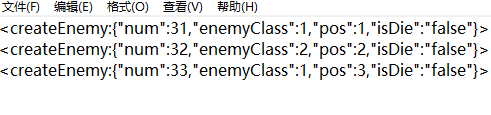 文件(F) 编辑(E) 格式(O) 查看(V) 帮助(H)
<createEnemy:{"num":31,"enemyClass":1,"pos":1,"isDie":"false"}>
<createEnemy:{"num":32,"enemyClass":2,"pos":2,"isDie":"false"}>
<createEnemy:{"num":33,"enemyClass":1,"pos":3,"isDie":"false"}>